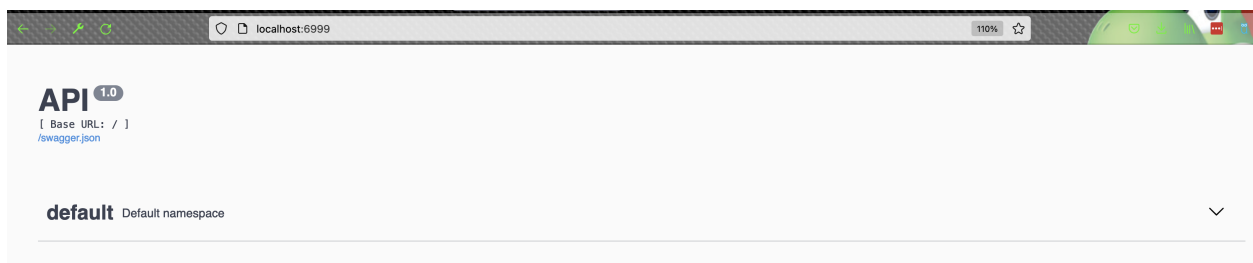 localhost:6999
110%
API 1.0
[ Base URL: / ]
/swagger.json
default Default namespace